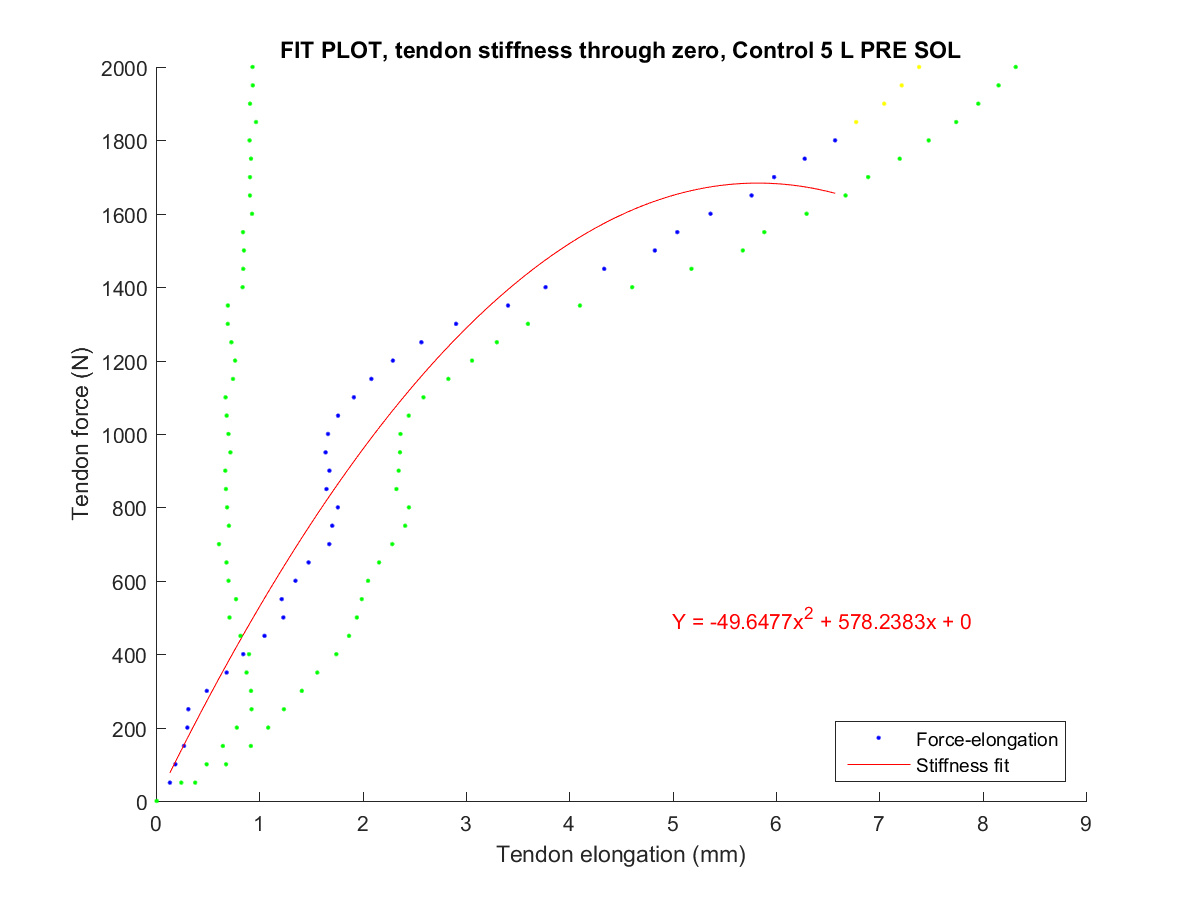 FIT PLOT, tendon stiffness through zero, Control 5 L PRE SOL
2000
1800
1600
1400
1200
1000
800
600
400
200
0
Tendon force (N)
Y = -49.6477x² + 578.2383x + 0
Force-elongation
Stiffness fit
0 1 2 3 4 5 6 7 8 9
Tendon elongation (mm)